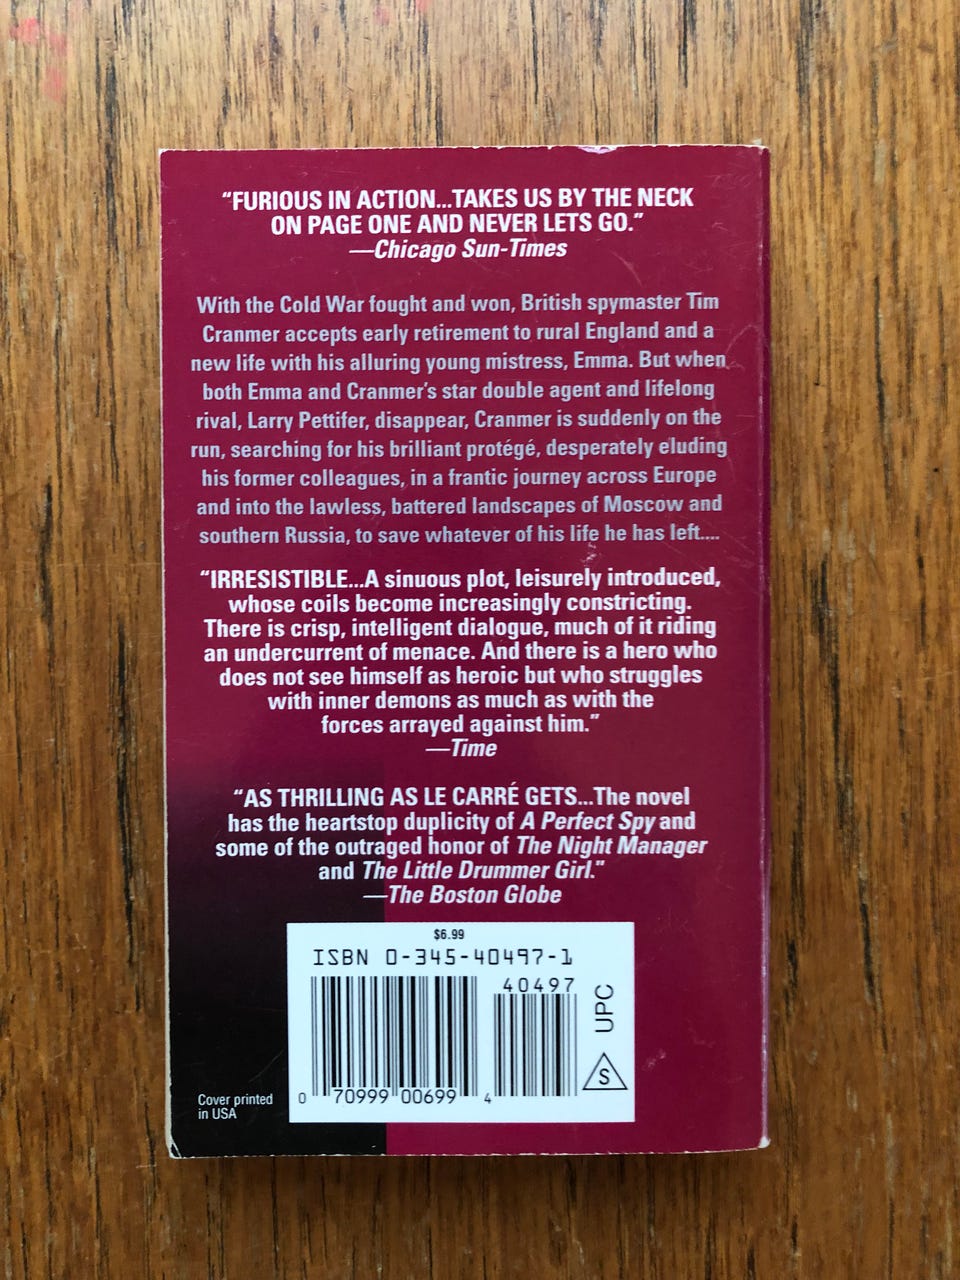 “FURIOUS IN ACTION...TAKES US BY THE NECK
ON PAGE ONE AND NEVER LETS GO.”
—Chicago Sun-Times
With the Cold War fought and won, British spymaster Tim
Cranmer accepts early retirement to rural England and a
new life with his alluring young mistress, Emma. But when
both Emma and Cranmer’s star double agent and lifelong
rival, Larry Pettifer, disappear, Cranmer is suddenly on the
run, searching for his brilliant protégé, desperately eluding
his former colleagues, in a frantic journey across Europe
and into the lawless, battered landscapes of Moscow and
southern Russia, to save whatever of his life he has left....
“IRRESISTIBLE...A sinuous plot, leisurely introduced,
whose coils become increasingly constricting.
There is crisp, intelligent dialogue, much of it riding
an undercurrent of menace. And there is a hero who
does not see himself as heroic but who struggles
with inner demons as much as with the
forces arrayed against him.”
—Time
“AS THRILLING AS LE CARRÉ GETS...The novel
has the heartstop duplicity of A Perfect Spy and
some of the outraged honor of The Night Manager
and The Little Drummer Girl.”
—The Boston Globe
$6.99
ISBN 0-345-40497-1
40497
UPC
S
0 70999 00699 4
Cover printed
in USA